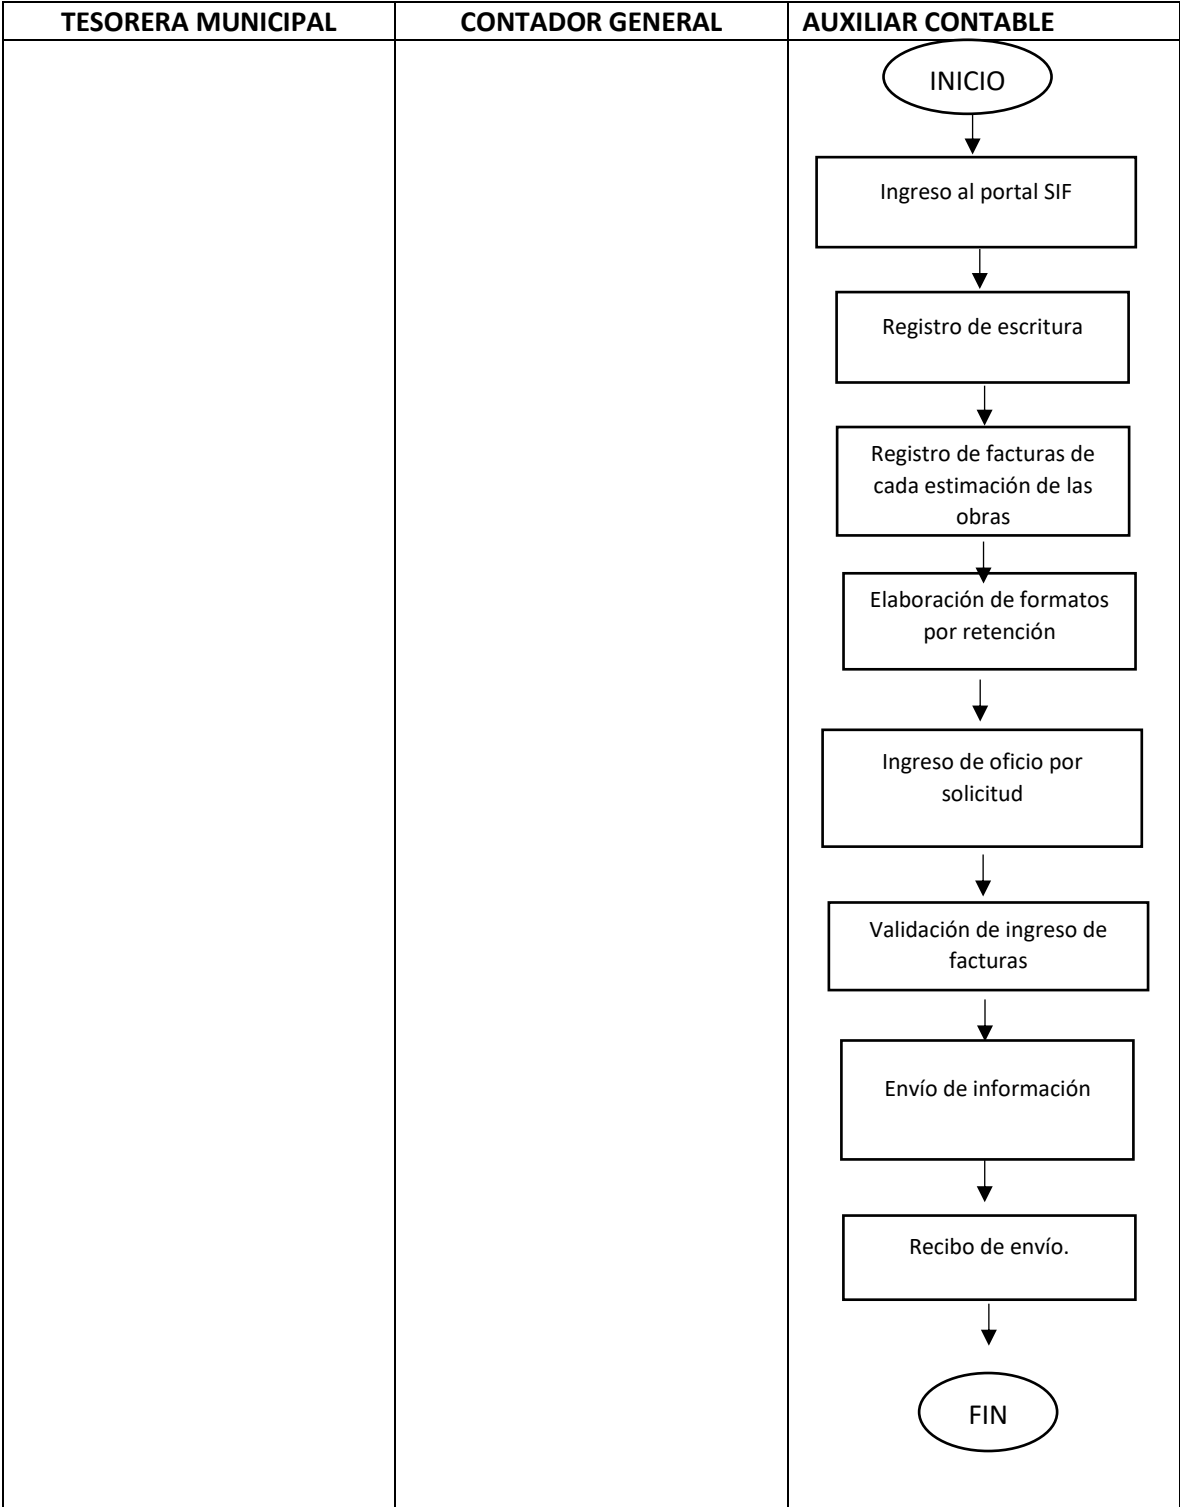 TESORERA MUNICIPAL
CONTADOR GENERAL
AUXILIAR CONTABLE
INICIO
Ingreso al portal SIF
Registro de escritura
Registro de facturas de
cada estimación de las
obras
Elaboración de formatos
por retención
Ingreso de oficio por
solicitud
Validación de ingreso de
facturas
Envío de información
Recibo de envío.
FIN